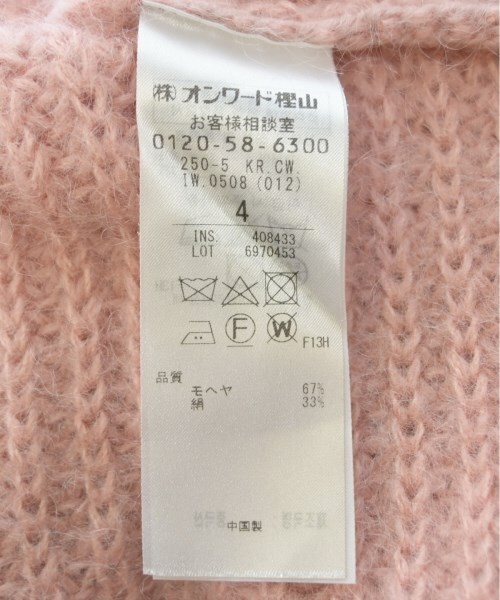 (株)オンワード樫山
お客様相談室
0120-58-6300
250-5 KR.CW.
IW.0508 (012)
4
INS. 408433
LOT 6970453
F W F13H
品質
モヘヤ 67%
絹 33%
中国製